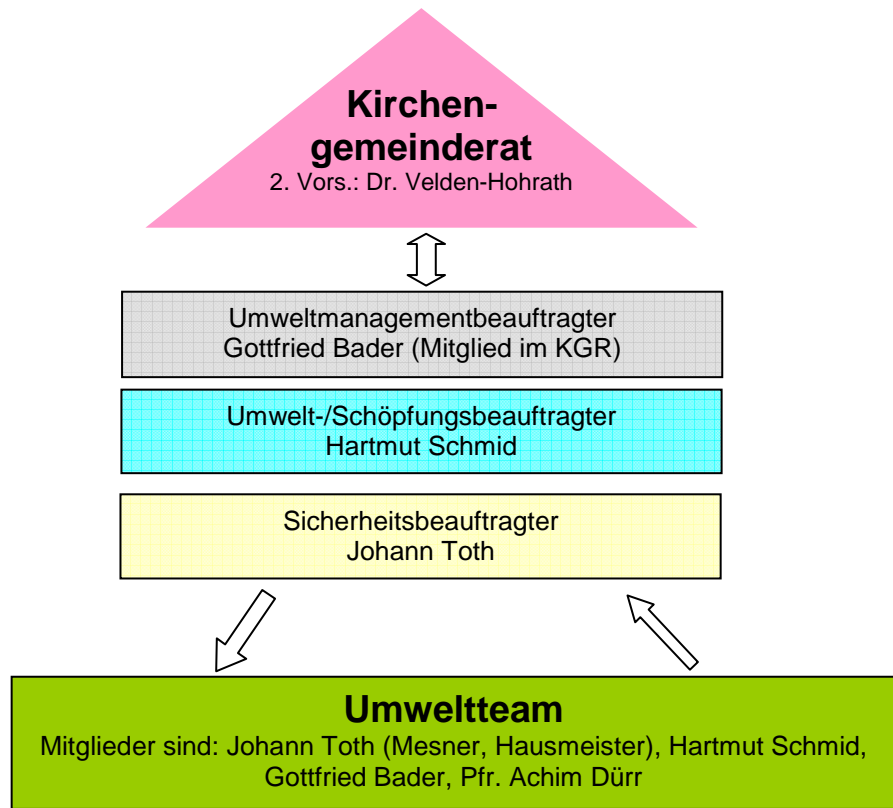 Kirchen-
gemeinderat
2. Vors.: Dr. Velden-Hohrath
Umweltmanagementbeauftragter
Gottfried Bader (Mitglied im KGR)
Umwelt-/Schöpfungsbeauftragter
Hartmut Schmid
Sicherheitsbeauftragter
Johann Toth
Umweltteam
Mitglieder sind: Johann Toth (Mesner, Hausmeister), Hartmut Schmid,
Gottfried Bader, Pfr. Achim Dürr